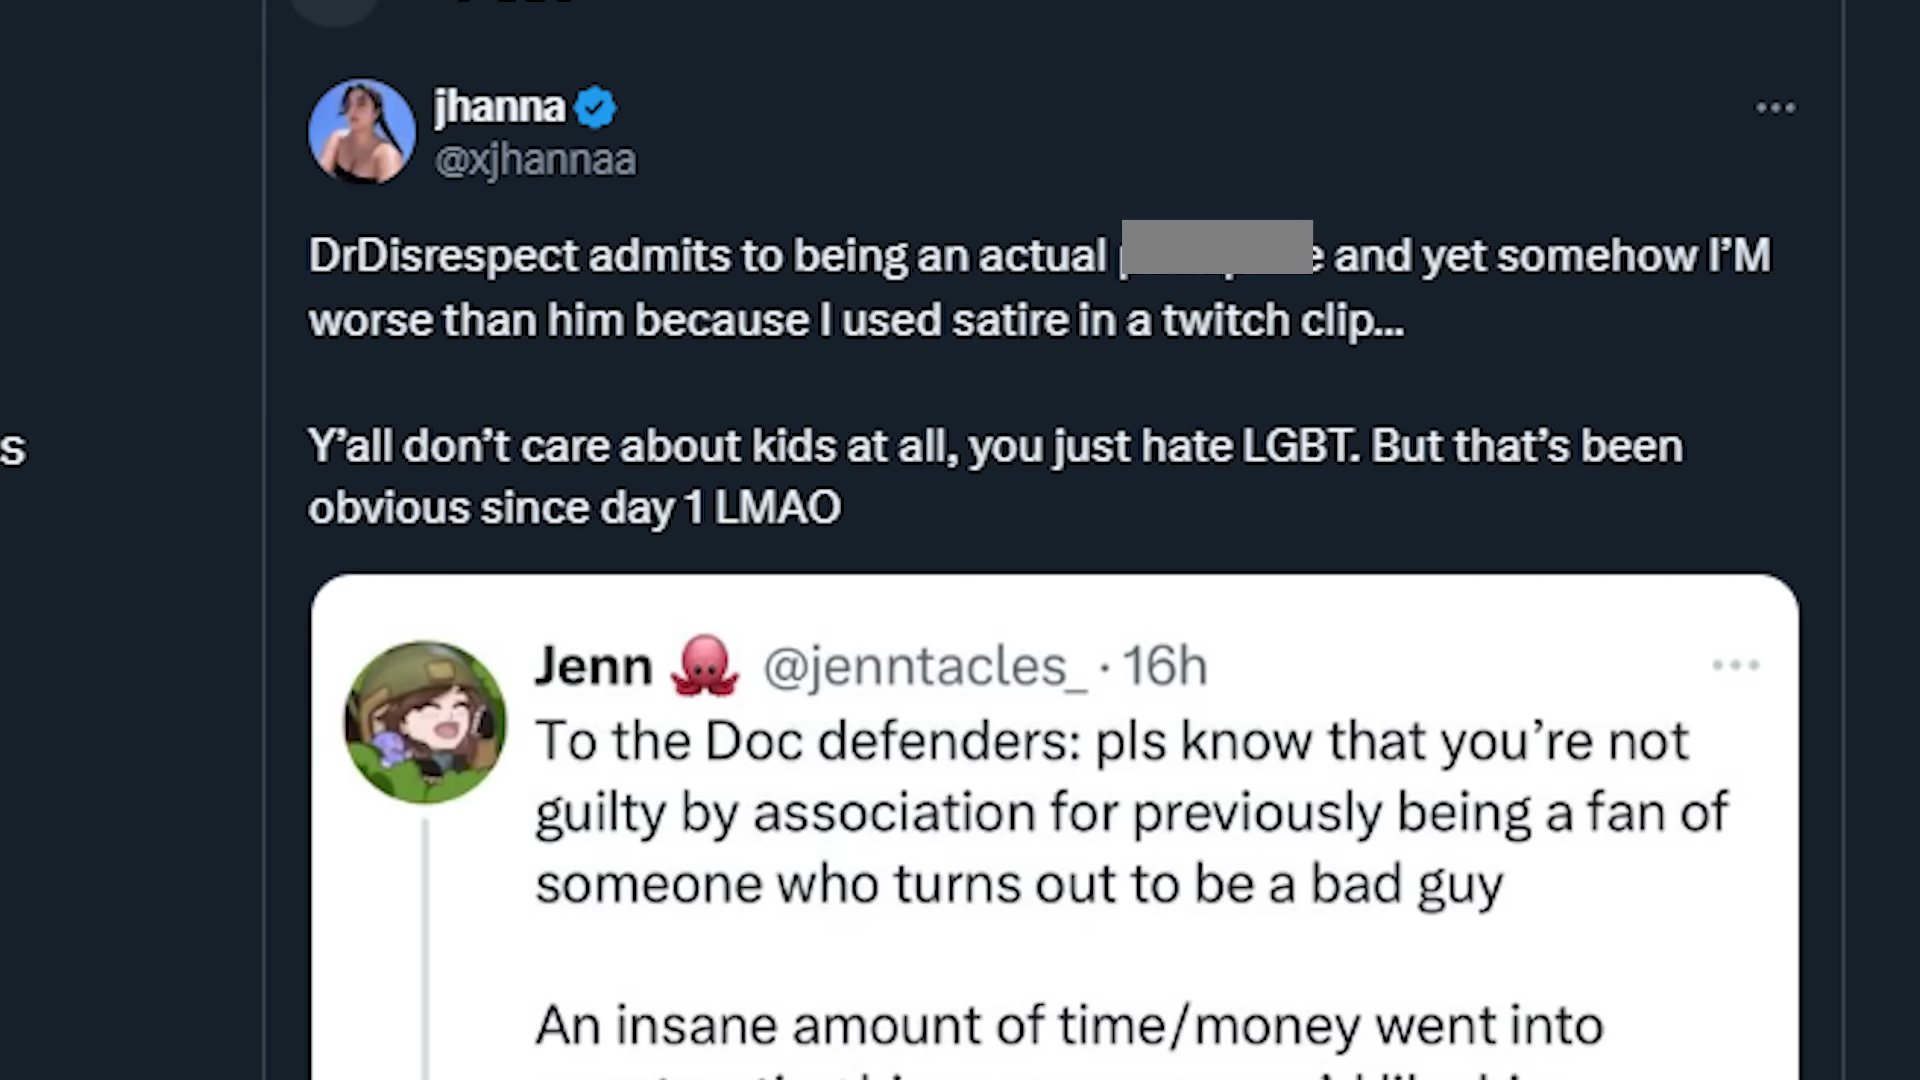 s
jhanna
@xjhannaa
DrDisrespect admits to being an actual and yet somehow I’M
worse than him because I used satire in a twitch clip...
Y’all don’t care about kids at all, you just hate LGBT. But that’s been
obvious since day 1 LMAO
Jenn 🐙 @jenntacles_ · 16h
To the Doc defenders: pls know that you’re not
guilty by association for previously being a fan of
someone who turns out to be a bad guy
An insane amount of time/money went into